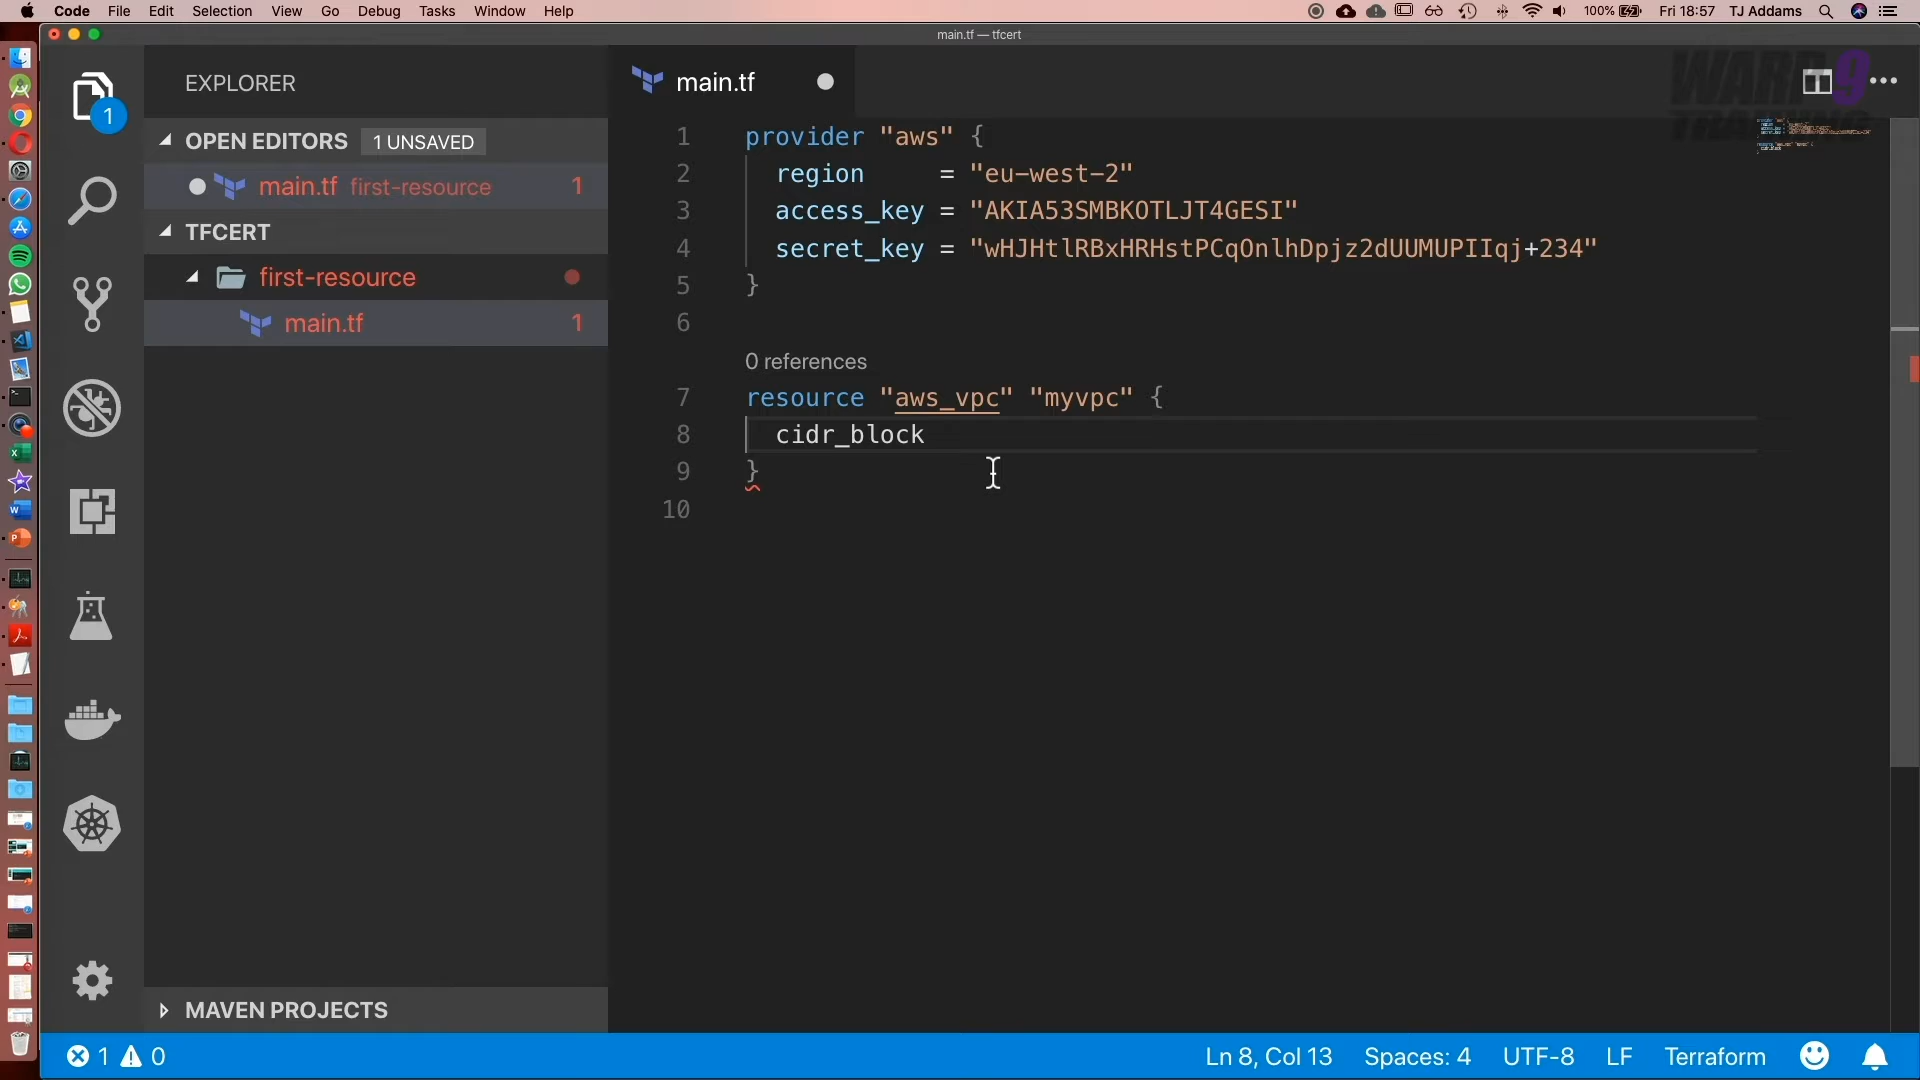 Code File Edit Selection View Go Debug Tasks Window Help 100% Fri 18:57 TJ Addams
main.tf — tfcert
EXPLORER
OPEN EDITORS 1 UNSAVED
main.tf first-resource 1
TFCERT
first-resource
main.tf 1
MAVEN PROJECTS
1
main.tf
WARP 9
TRAINING
1 provider "aws" {
2 region = "eu-west-2"
3 access_key = "AKIA53SMBKOTLJT4GESI"
4 secret_key = "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"
5 }
6
0 references
7 resource "aws_vpc" "myvpc" {
8 cidr_block
9 }
10
1 0 Ln 8, Col 13 Spaces: 4 UTF-8 LF Terraform